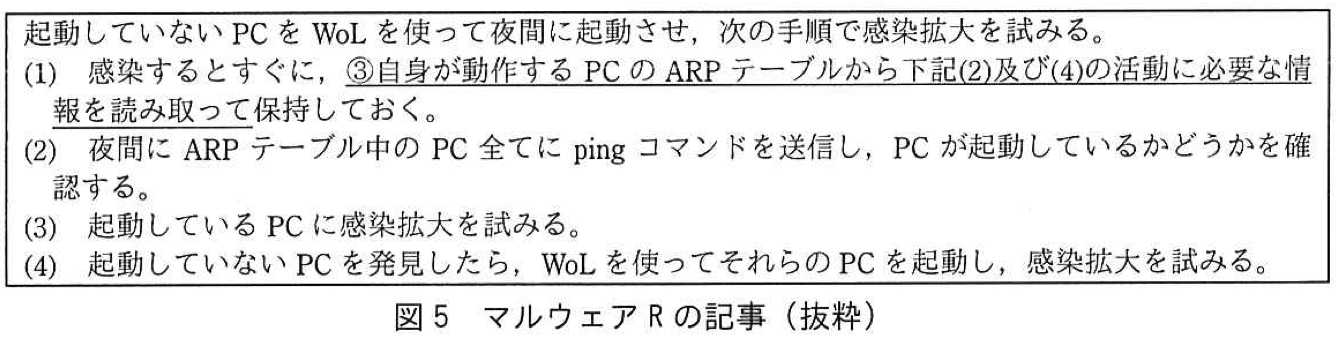 起動していない PC を WoL を使って夜間に起動させ，次の手順で感染拡大を試みる。
(1) 感染するとすぐに，③自身が動作する PC の ARP テーブルから下記(2)及び(4)の活動に必要な情
報を読み取って保持しておく。
(2) 夜間に ARP テーブル中の PC 全てに ping コマンドを送信し，PC が起動しているかどうかを確
認する。
(3) 起動している PC に感染拡大を試みる。
(4) 起動していない PC を発見したら，WoL を使ってそれらの PC を起動し，感染拡大を試みる。
図5 マルウェア R の記事（抜粋）